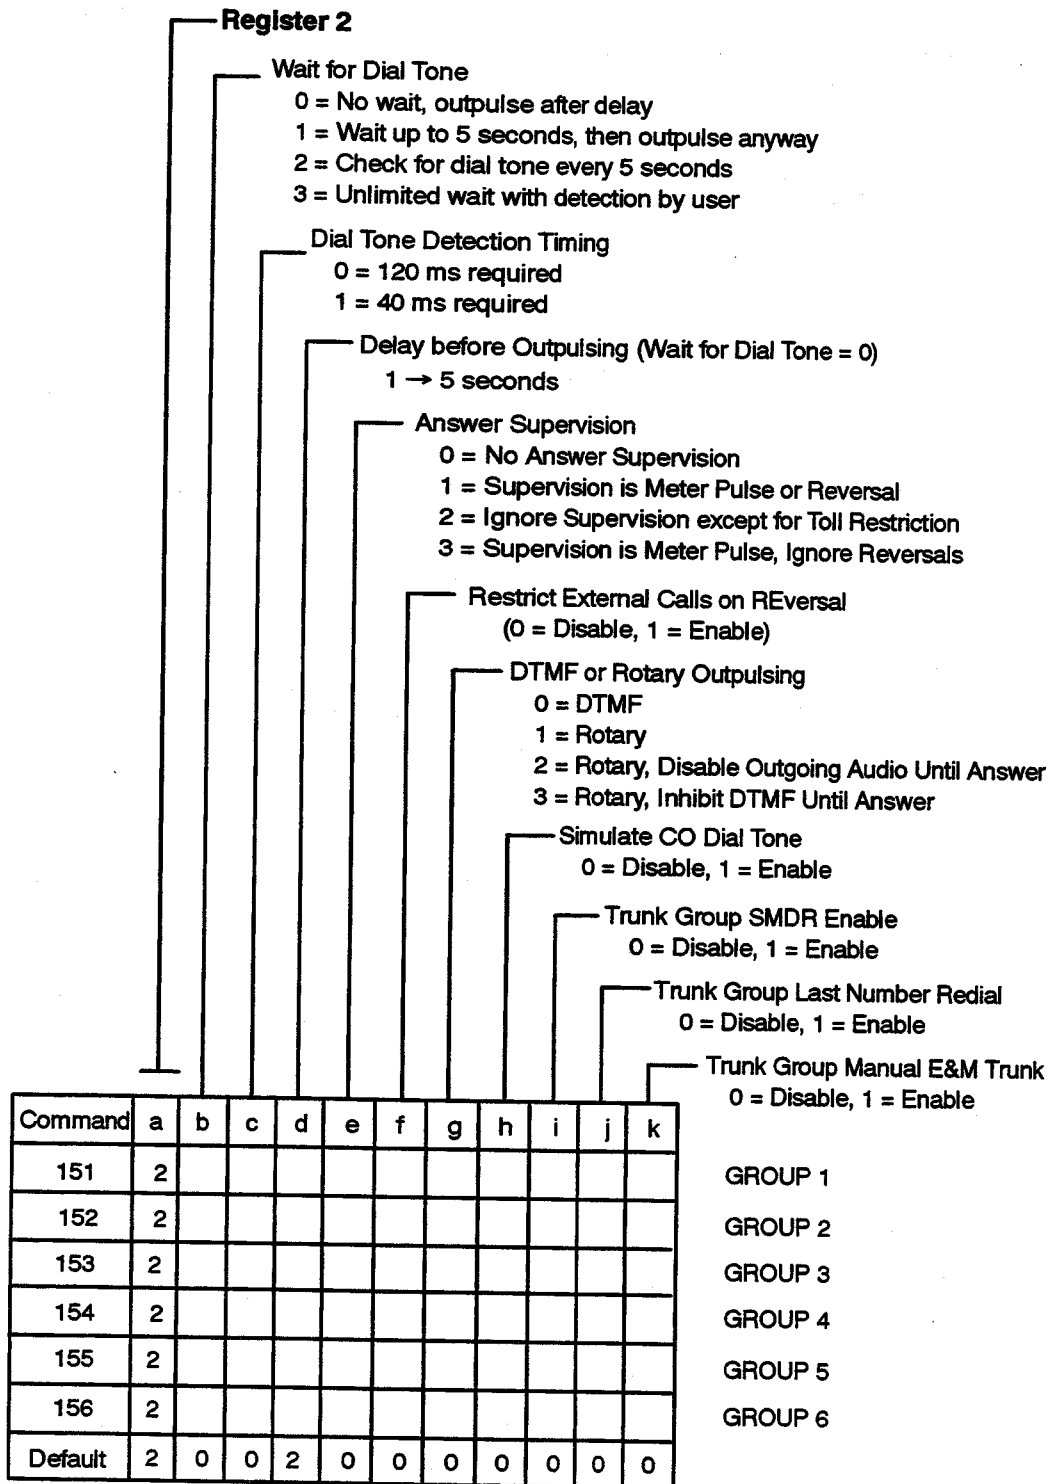 Register 2
Wait for Dial Tone
0 = No wait, outpulse after delay
1 = Wait up to 5 seconds, then outpulse anyway
2 = Check for dial tone every 5 seconds
3 = Unlimited wait with detection by user
Dial Tone Detection Timing
0 = 120 ms required
1 = 40 ms required
Delay before Outpulsing (Wait for Dial Tone = 0)
1 → 5 seconds
Answer Supervision
0 = No Answer Supervision
1 = Supervision is Meter Pulse or Reversal
2 = Ignore Supervision except for Toll Restriction
3 = Supervision is Meter Pulse, Ignore Reversals
Restrict External Calls on REversal
(0 = Disable, 1 = Enable)
DTMF or Rotary Outpulsing
0 = DTMF
1 = Rotary
2 = Rotary, Disable Outgoing Audio Until Answer
3 = Rotary, Inhibit DTMF Until Answer
Simulate CO Dial Tone
0 = Disable, 1 = Enable
Trunk Group SMDR Enable
0 = Disable, 1 = Enable
Trunk Group Last Number Redial
0 = Disable, 1 = Enable
Trunk Group Manual E&M Trunk
0 = Disable, 1 = Enable
Command a b c d e f g h i j k
151 2 GROUP 1
152 2 GROUP 2
153 2 GROUP 3
154 2 GROUP 4
155 2 GROUP 5
156 2 GROUP 6
Default 2 0 0 2 0 0 0 0 0 0 0